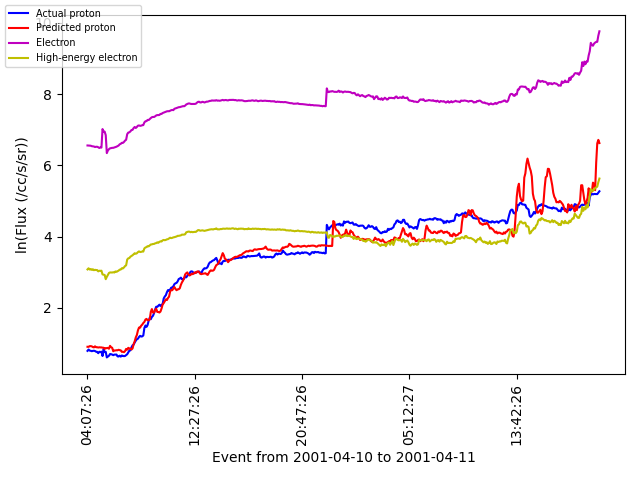 Actual proton
Predicted proton
Electron
High-energy electron
8
6
4
2
ln(Flux (/cc/s/sr))
04:07:26
12:27:26
20:47:26
05:12:27
13:42:26
Event from 2001-04-10 to 2001-04-11